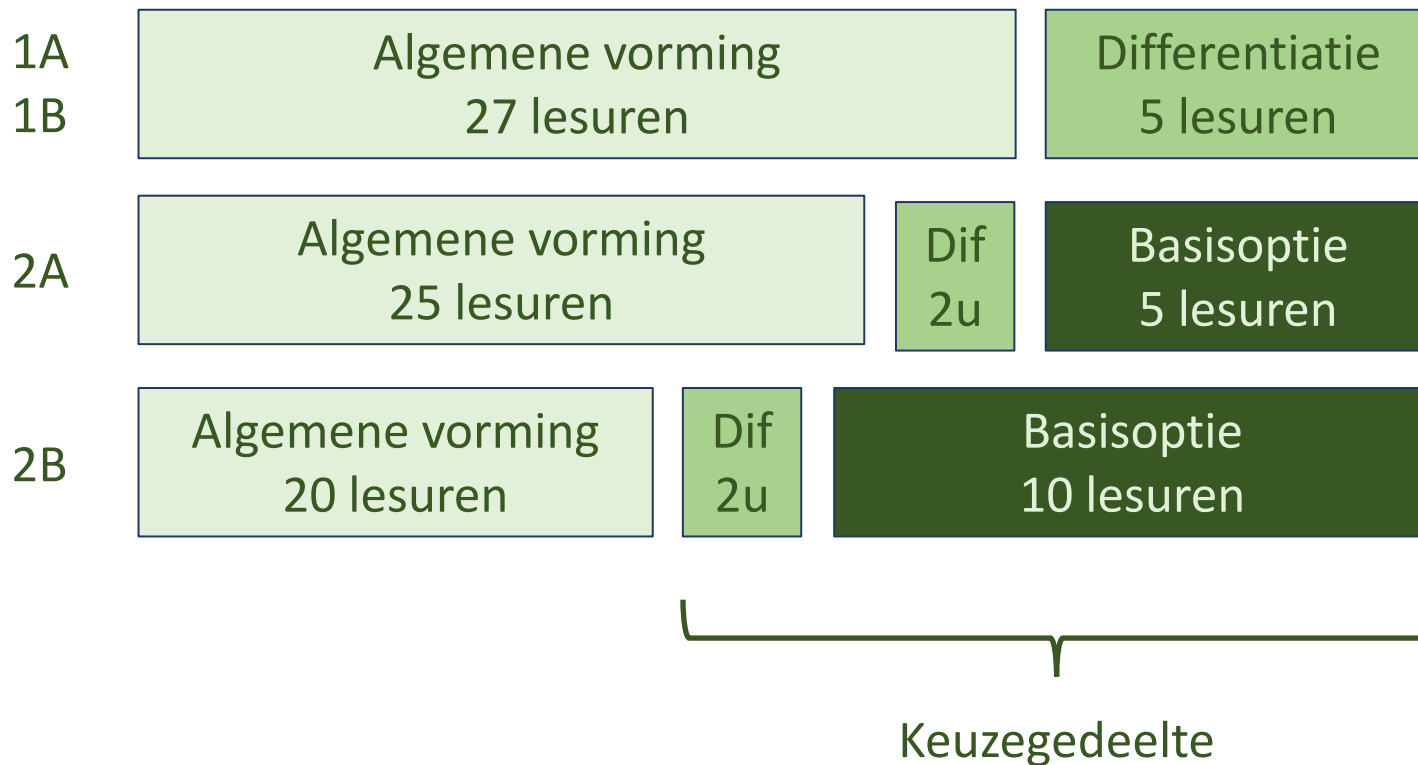 1A
1B
Algemene vorming
27 lesuren
Differentiatie
5 lesuren
2A
Algemene vorming
25 lesuren
Dif
2u
Basisoptie
5 lesuren
2B
Algemene vorming
20 lesuren
Dif
2u
Basisoptie
10 lesuren
Keuzegedeelte